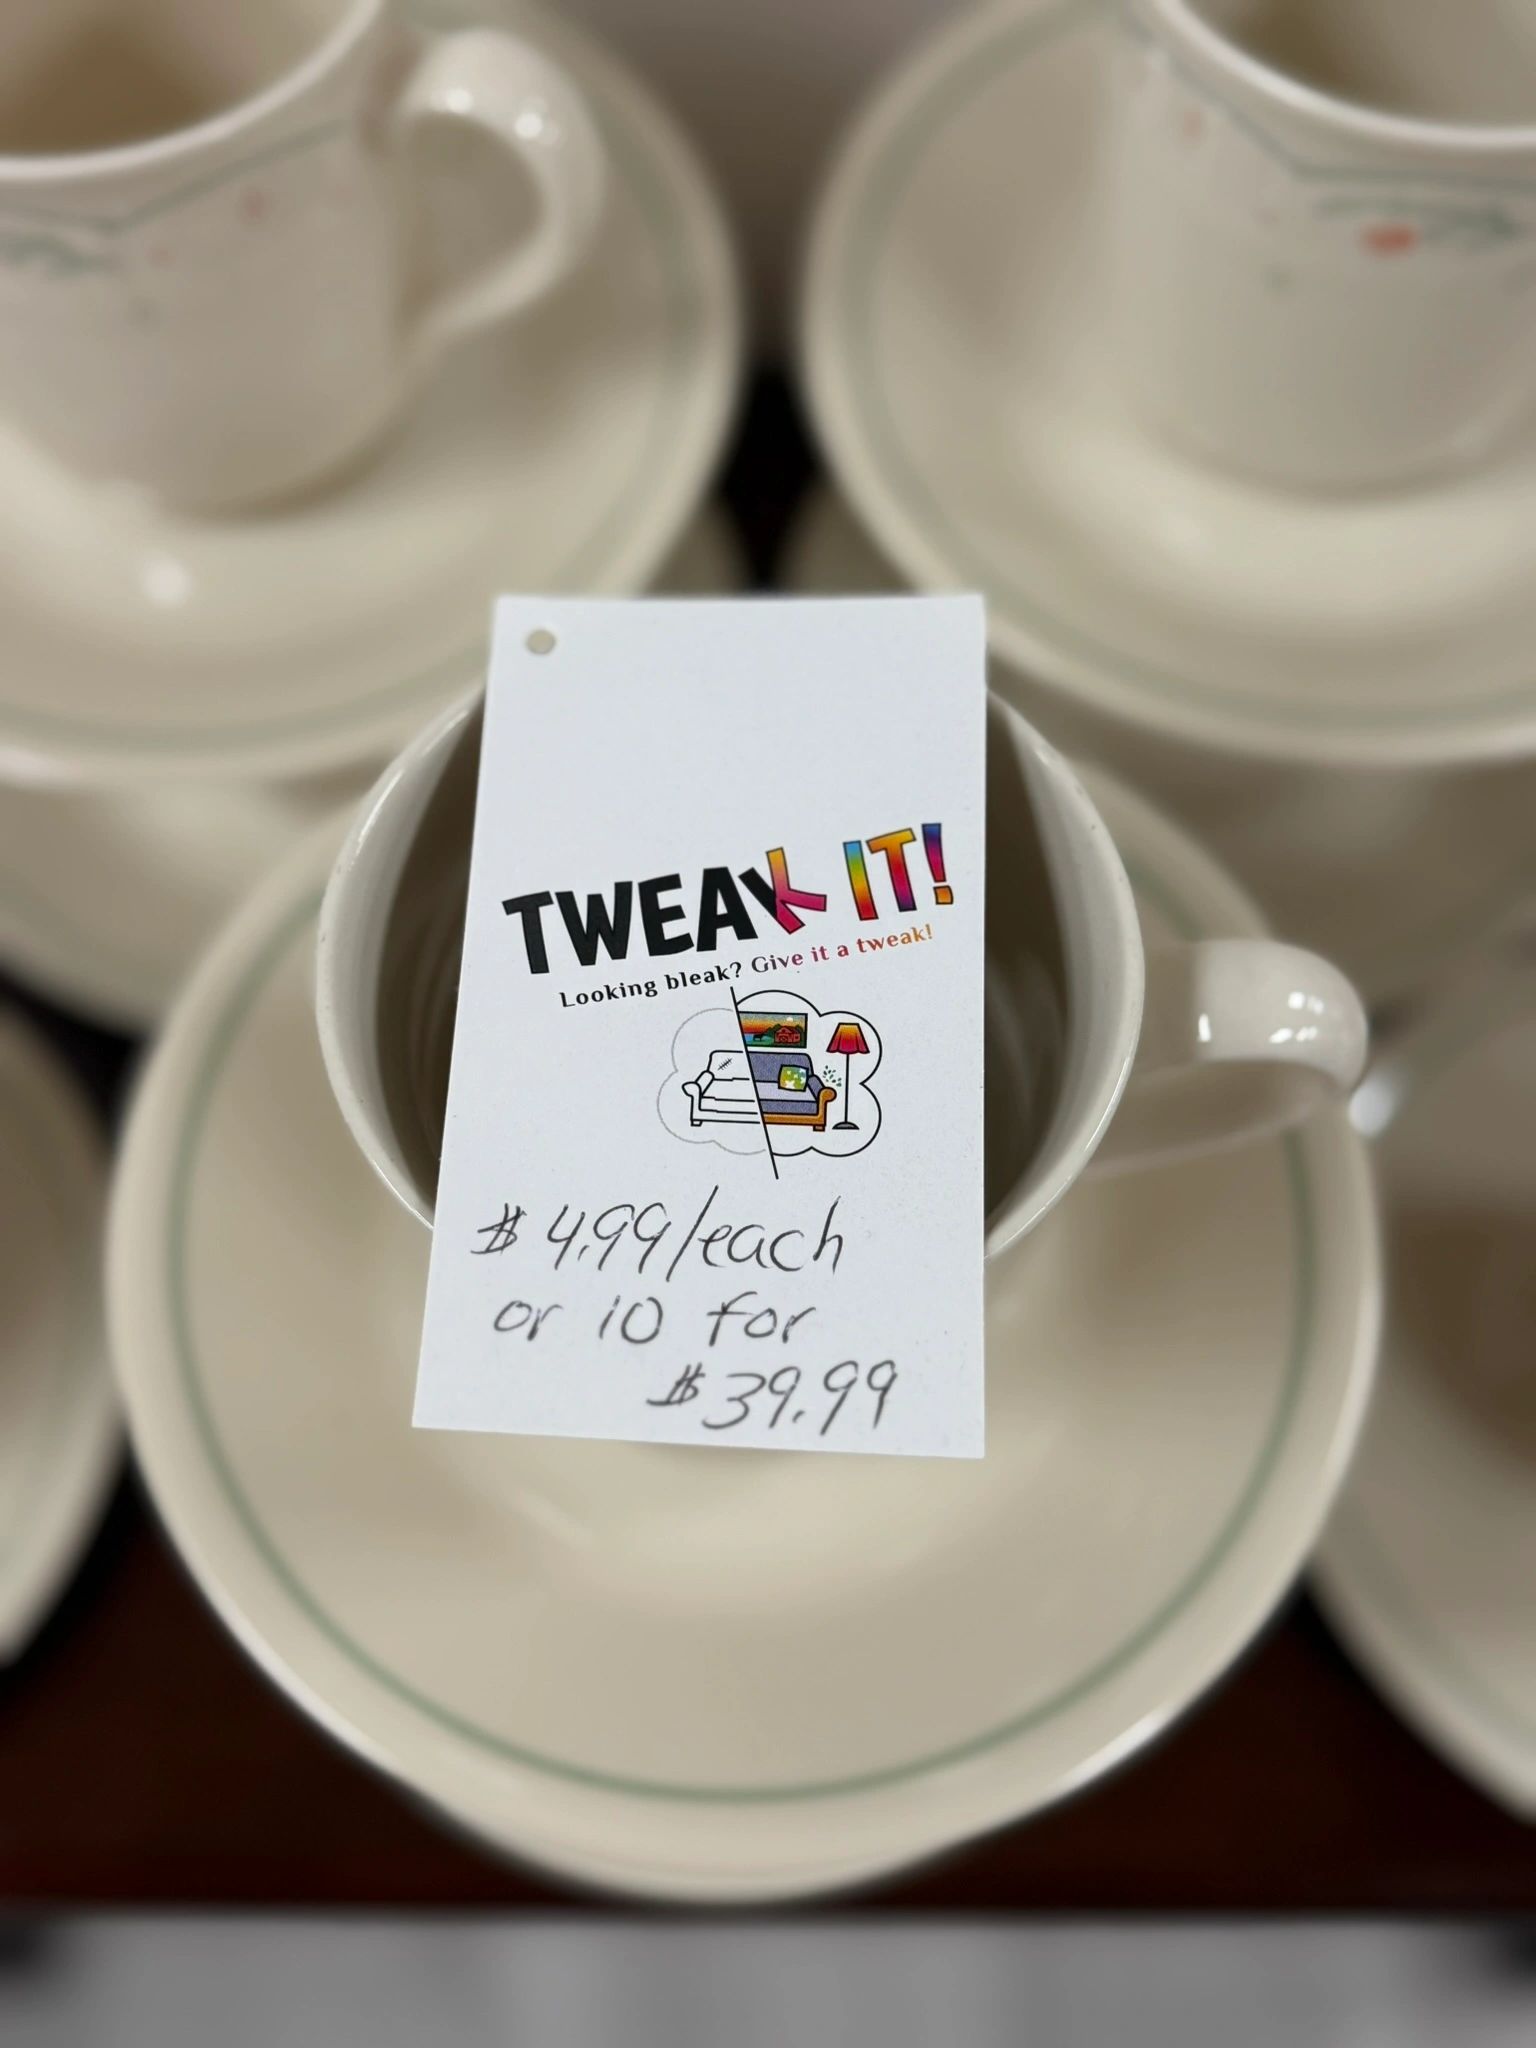 TWEAK IT!
Looking bleak? Give it a tweak!
$4.99/each
or 10 for
$39.99